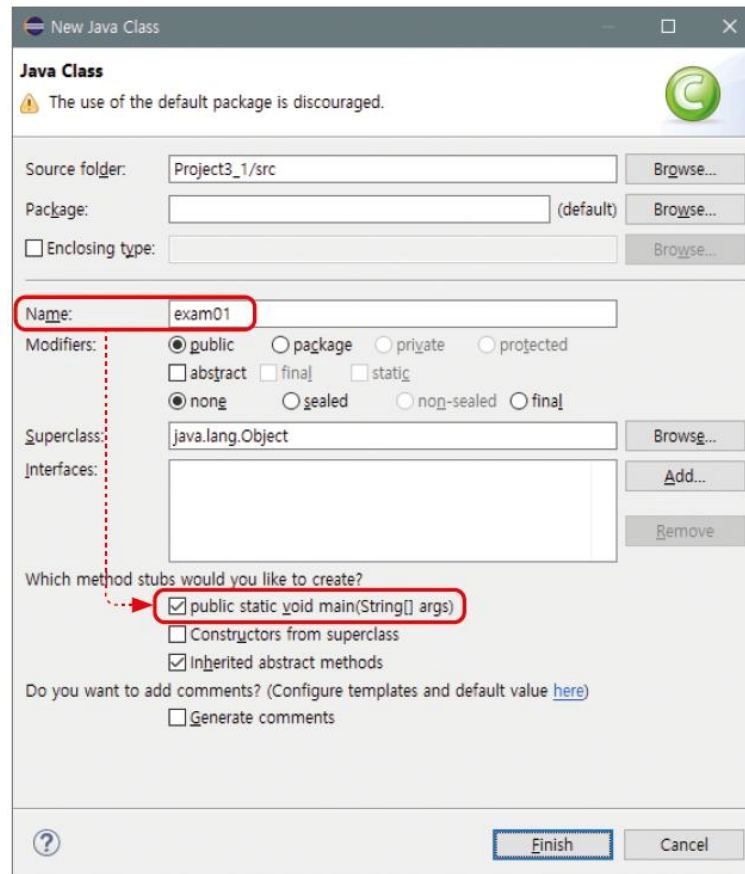 New Java Class
Java Class
The use of the default package is discouraged.
Source folder: Project3_1/src Browse...
Package: (default) Browse...
Enclosing type: Browse...
Name: exam01
Modifiers: public package private protected
abstract final static
none sealed non-sealed final
Superclass: java.lang.Object Browse...
Interfaces: Add...
Remove
Which method stubs would you like to create?
public static void main(String[] args)
Constructors from superclass
Inherited abstract methods
Do you want to add comments? (Configure templates and default value here)
Generate comments
? Finish Cancel